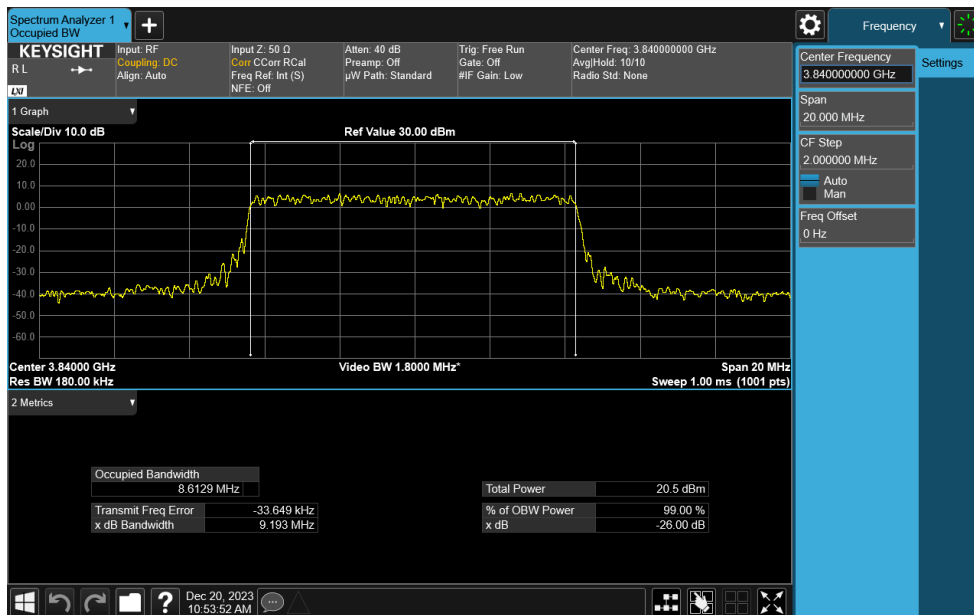 Spectrum Analyzer 1
Occupied BW
Frequency
KEYSIGHT
R L
LXI
Input: RF
Coupling: DC
Align: Auto
Input Z: 50 Ω
Corr CCorr RCal
Freq Ref: Int (S)
NFE: Off
Atten: 40 dB
Preamp: Off
µW Path: Standard
Trig: Free Run
Gate: Off
#IF Gain: Low
Center Freq: 3.840000000 GHz
Avg|Hold: 10/10
Radio Std: None
Center Frequency
3.840000000 GHz
Settings
Span
20.000 MHz
CF Step
2.000000 MHz
Auto
Man
Freq Offset
0 Hz
1 Graph
Scale/Div 10.0 dB
Ref Value 30.00 dBm
Log
20.0
10.0
0.00
-10.0
-20.0
-30.0
-40.0
-50.0
-60.0
Center 3.84000 GHz
Video BW 1.8000 MHz*
Span 20 MHz
Res BW 180.00 kHz
Sweep 1.00 ms (1001 pts)
2 Metrics
Occupied Bandwidth
8.6129 MHz
Total Power
20.5 dBm
Transmit Freq Error
-33.649 kHz
% of OBW Power
99.00 %
x dB Bandwidth
9.193 MHz
x dB
-26.00 dB
?
Dec 20, 2023
10:53:52 AM